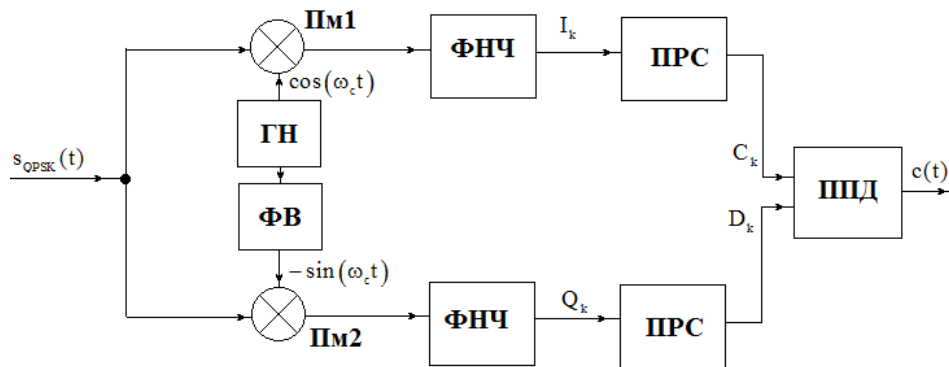 Пм1
ФНЧ
I_k
ПРС
cos(ω_c t)
ГН
s_QPSK(t)
C_k
ППД
c(t)
ФВ
D_k
−sin(ω_c t)
Пм2
ФНЧ
Q_k
ПРС